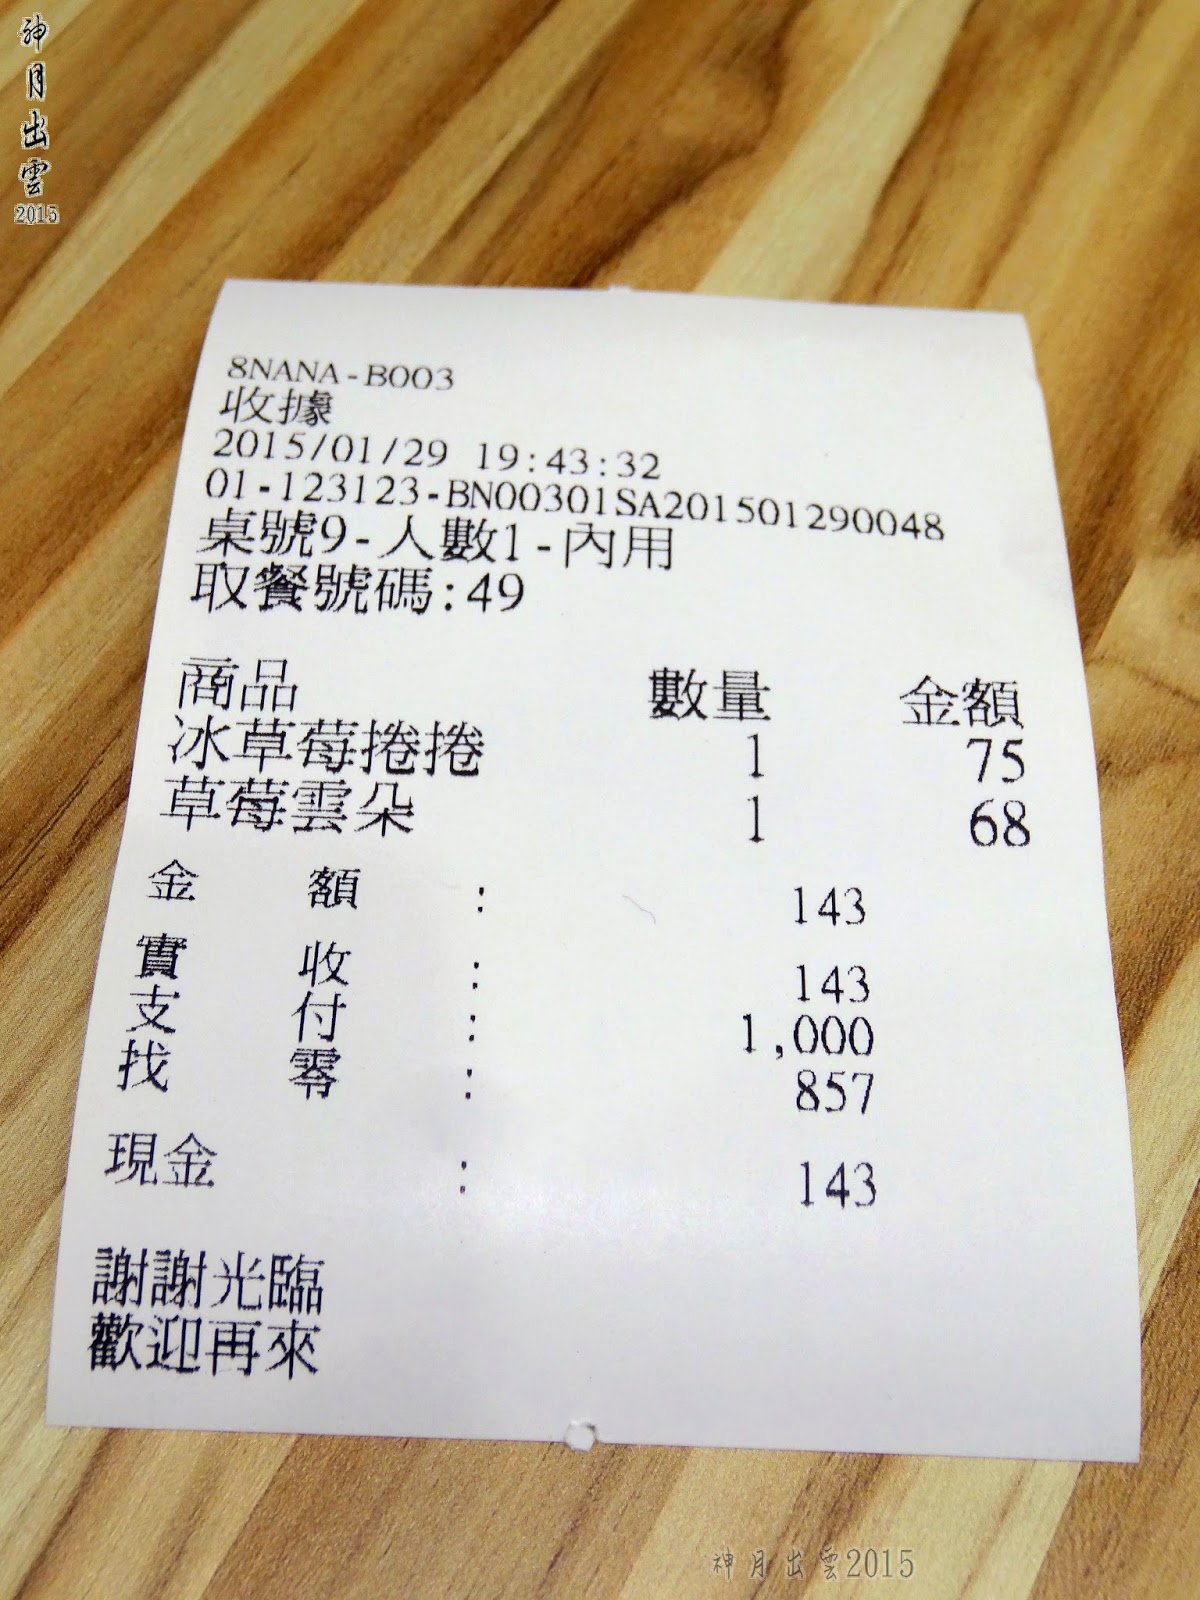 神月出雲
2015
8NANA-B003
收據
2015/01/29 19:43:32
01-123123-BN00301SA201501290048
桌號9-人數1-內用
取餐號碼:49
商品 數量 金額
冰草莓捲捲 1 75
草莓雲朵 1 68
金 額 : 143
實 收 : 143
支 付 : 1,000
找 零 : 857
現金 : 143
謝謝光臨
歡迎再來
神月出雲2015